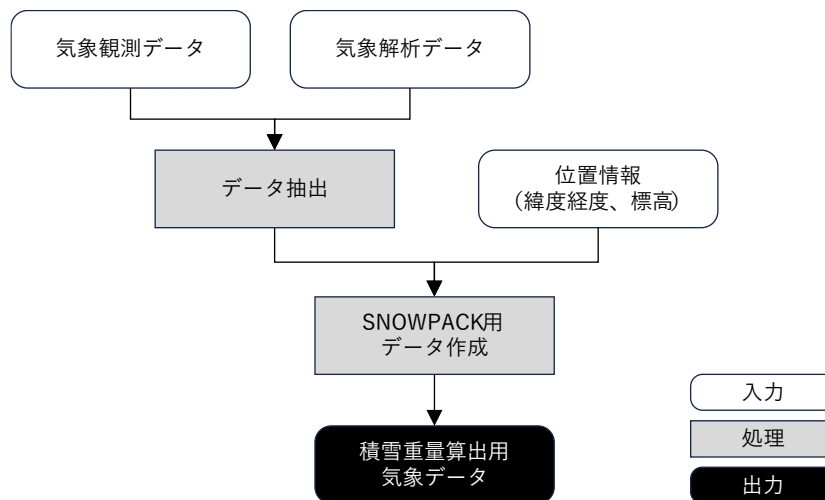 気象観測データ
気象解析データ
データ抽出
位置情報
（緯度経度、標高）
SNOWPACK用
データ作成
積雪重量算出用
気象データ
入力
処理
出力